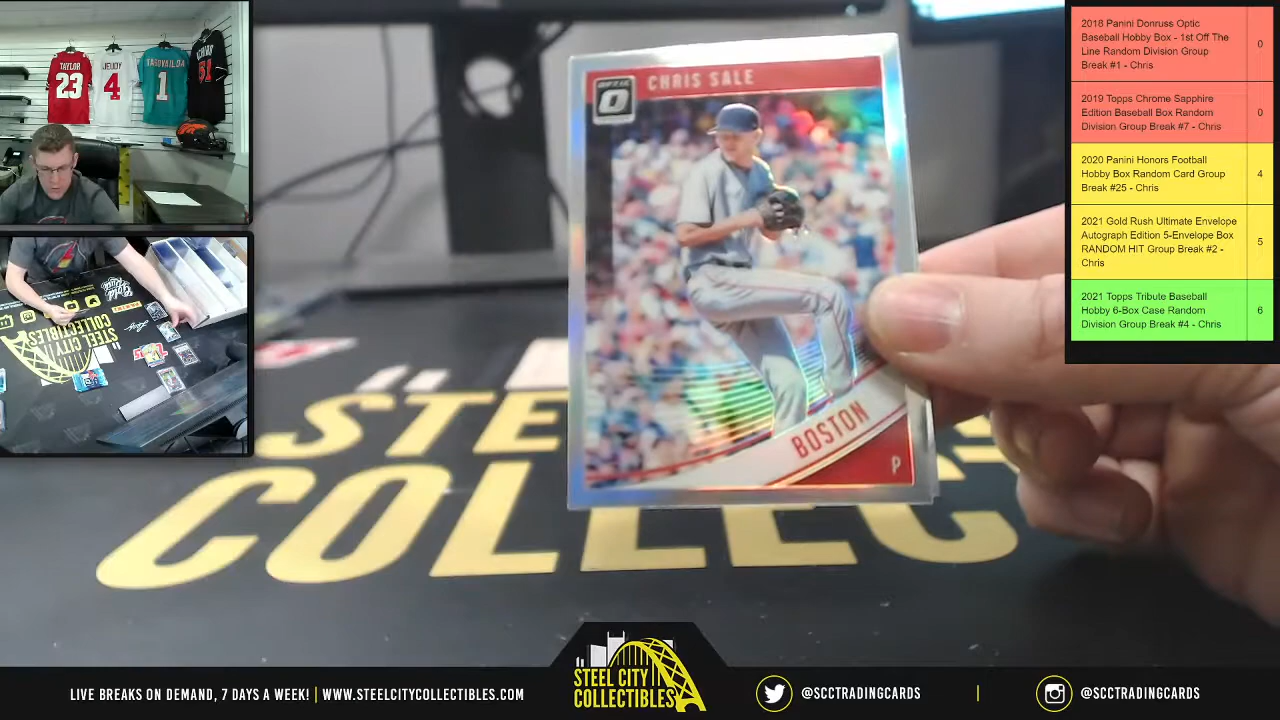 TAYLOR
23
JEUDY
4
TAGOVAILOA
1
51
STEEL CITY
COLLECTIBLES
OPTIC
CHRIS SALE
BOSTON
P
STE
COLLEC
2018 Panini Donruss Optic
Baseball Hobby Box - 1st Off The
Line Random Division Group
Break #1 - Chris
0
2019 Topps Chrome Sapphire
Edition Baseball Box Random
Division Group Break #7 - Chris
0
2020 Panini Honors Football
Hobby Box Random Card Group
Break #25 - Chris
4
2021 Gold Rush Ultimate Envelope
Autograph Edition 5-Envelope Box
RANDOM HIT Group Break #2 -
Chris
5
2021 Topps Tribute Baseball
Hobby 6-Box Case Random
Division Group Break #4 - Chris
6
LIVE BREAKS ON DEMAND, 7 DAYS A WEEK! | WWW.STEELCITYCOLLECTIBLES.COM
STEEL CITY
COLLECTIBLES
@SCCTRADINGCARDS | @SCCTRADINGCARDS